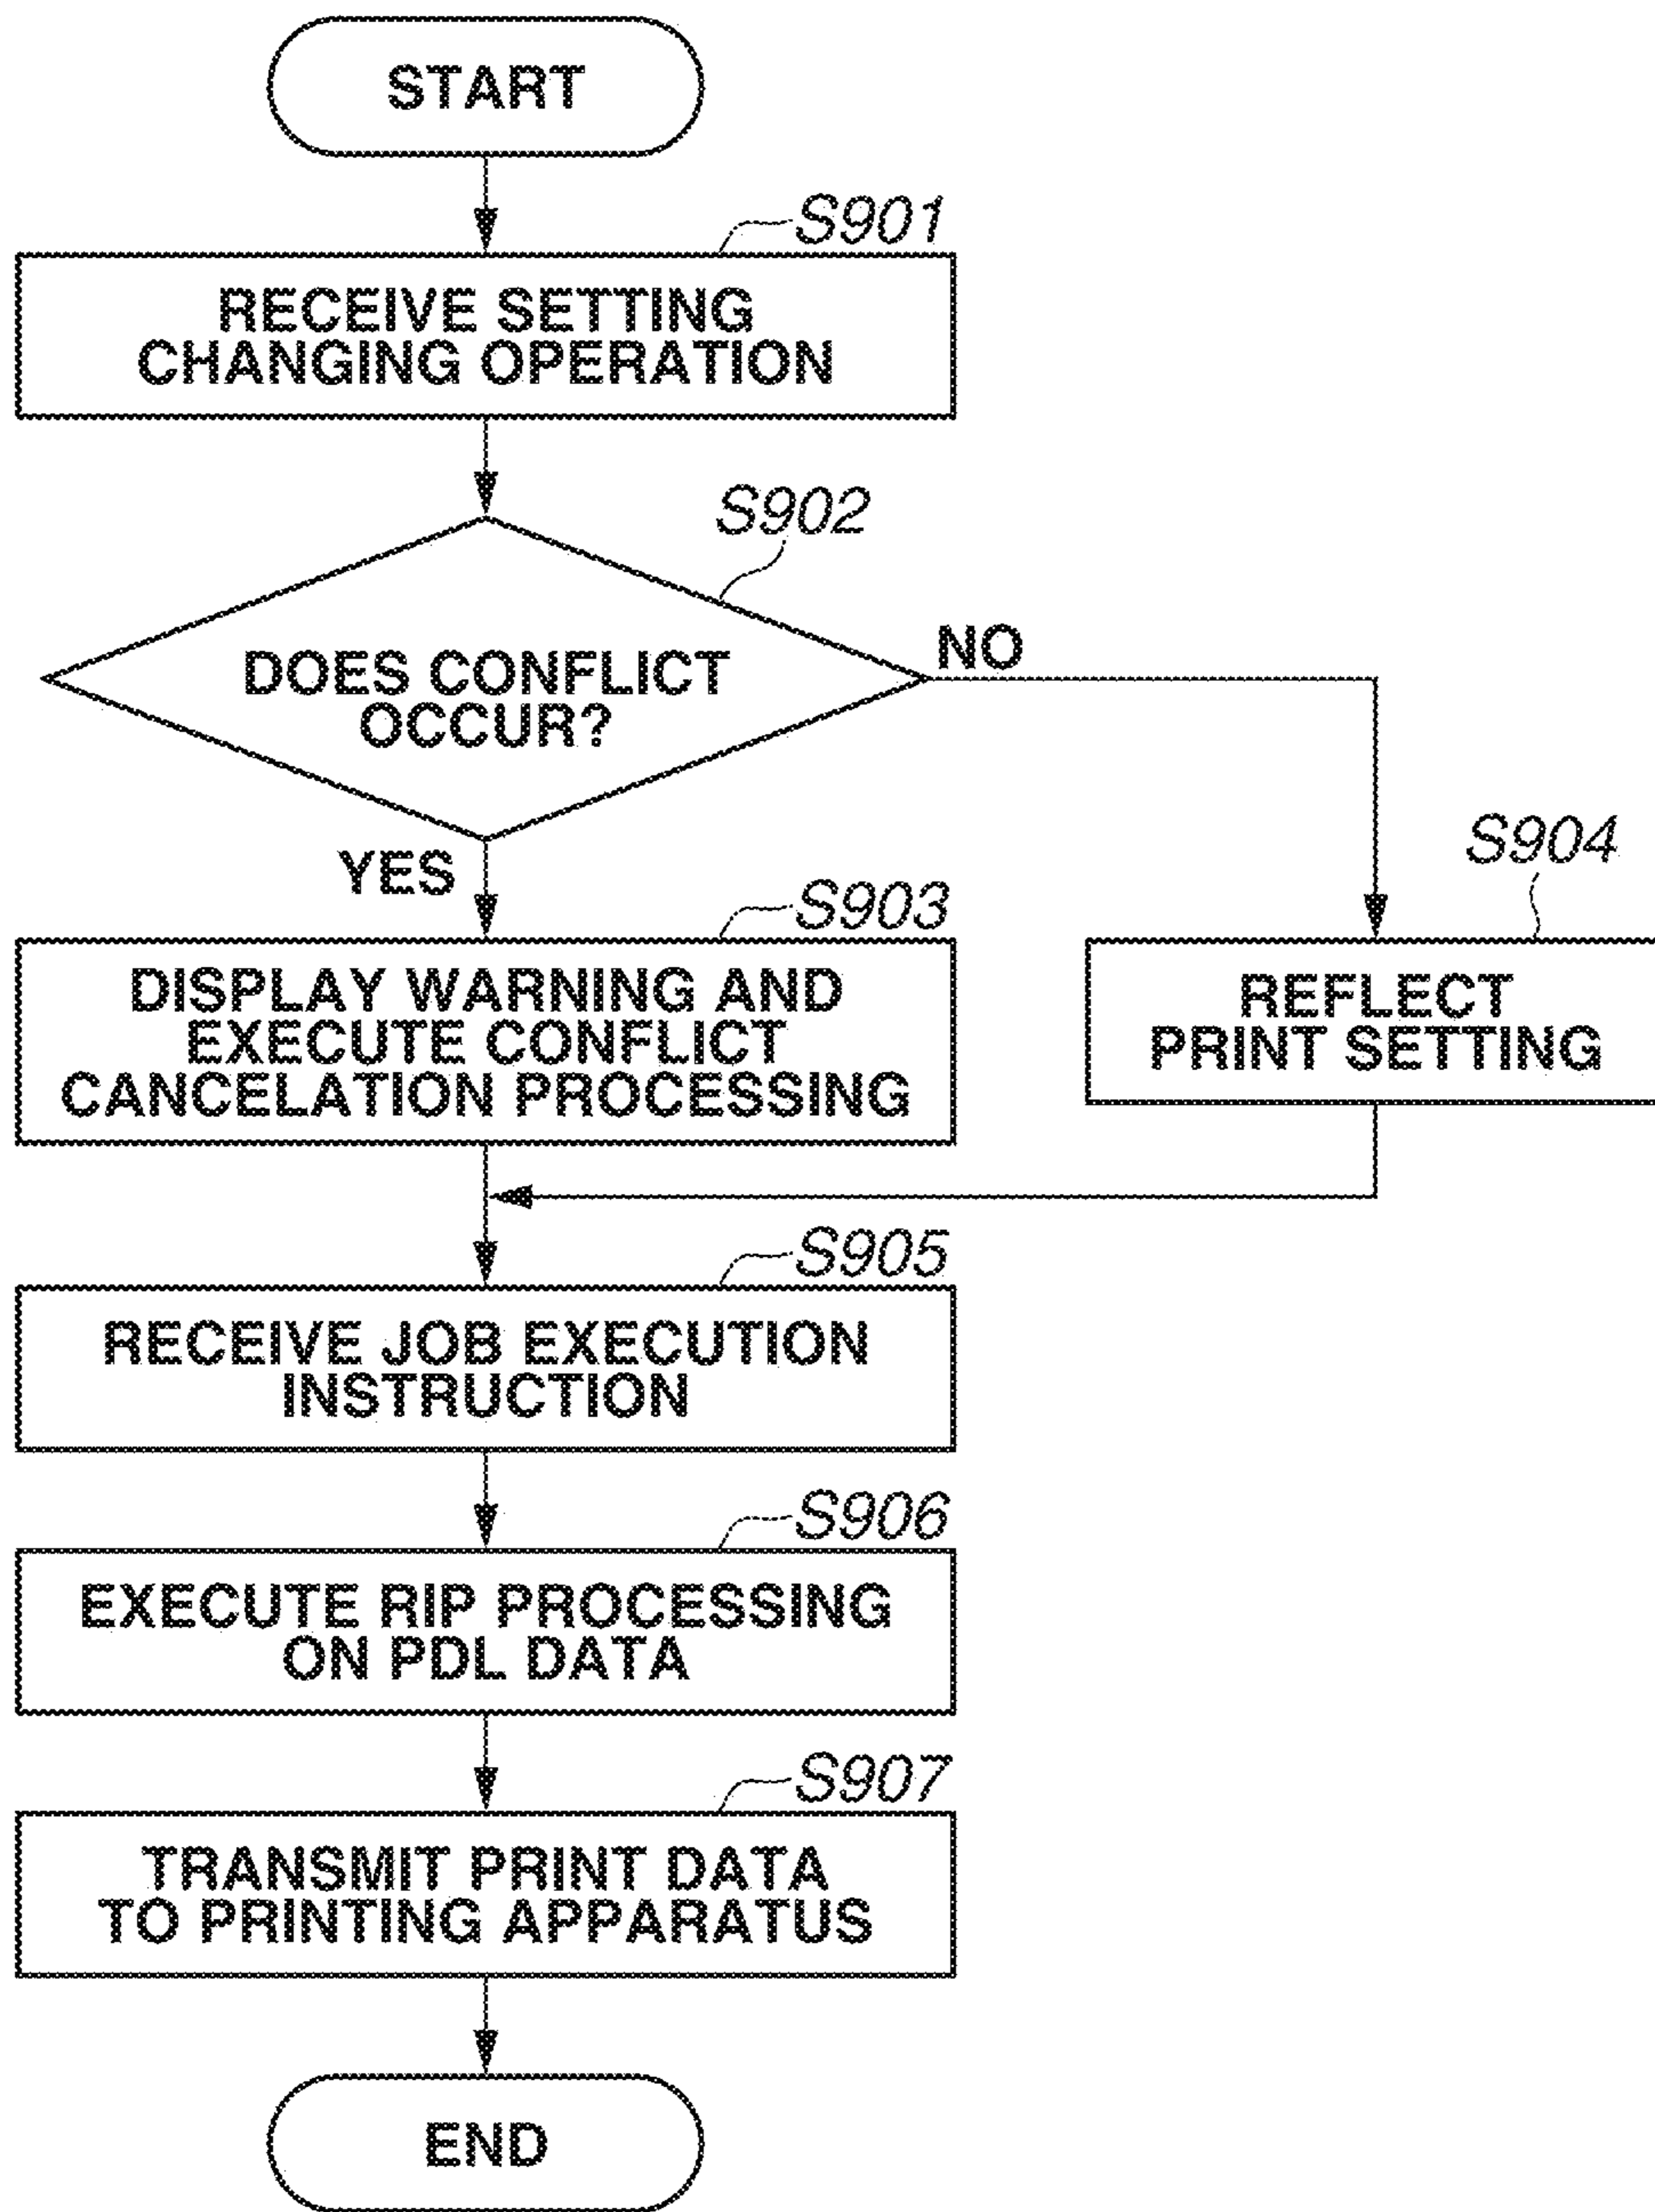 START
S901
RECEIVE SETTING
CHANGING OPERATION
S902
DOES CONFLICT
OCCUR?
NO
YES
S903
DISPLAY WARNING AND
EXECUTE CONFLICT
CANCELATION PROCESSING
S904
REFLECT
PRINT SETTING
S905
RECEIVE JOB EXECUTION
INSTRUCTION
S906
EXECUTE RIP PROCESSING
ON PDL DATA
S907
TRANSMIT PRINT DATA
TO PRINTING APPARATUS
END